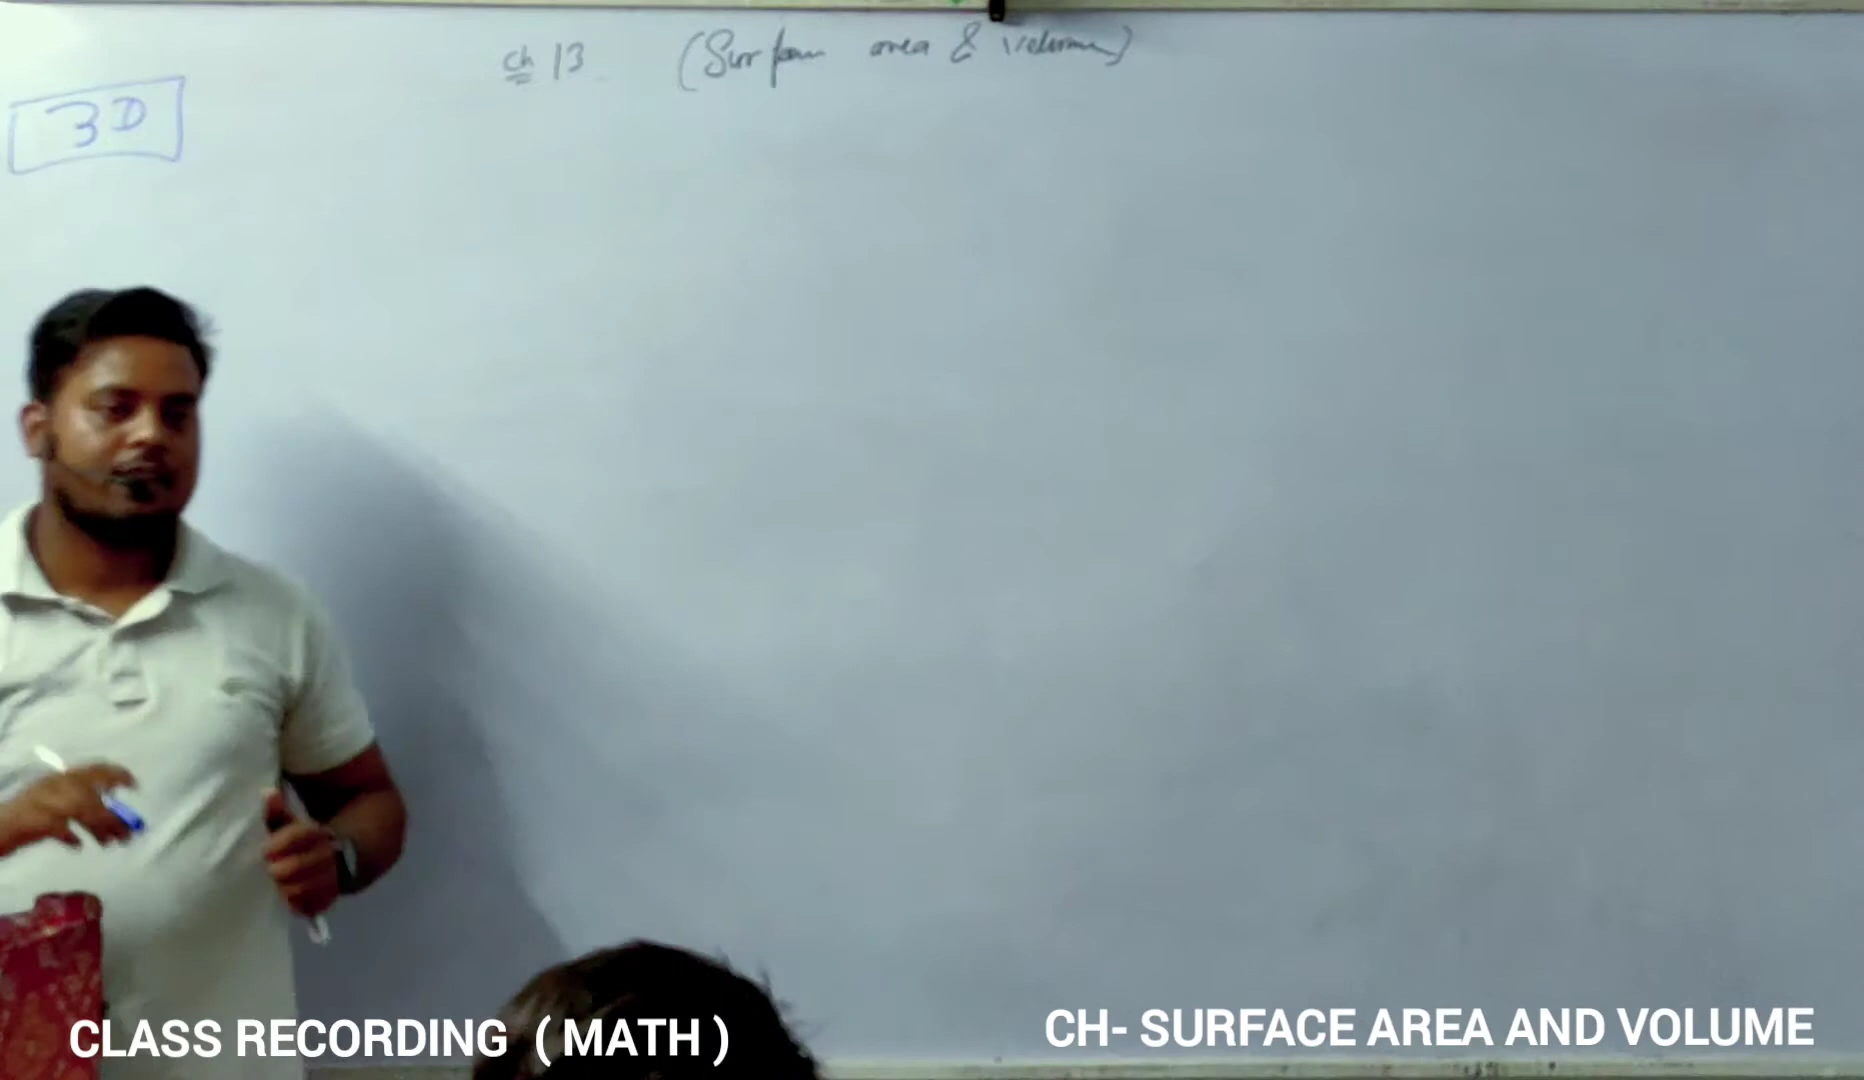 ch 13 (Surface area & Volume)
3D
CLASS RECORDING ( MATH )
CH- SURFACE AREA AND VOLUME